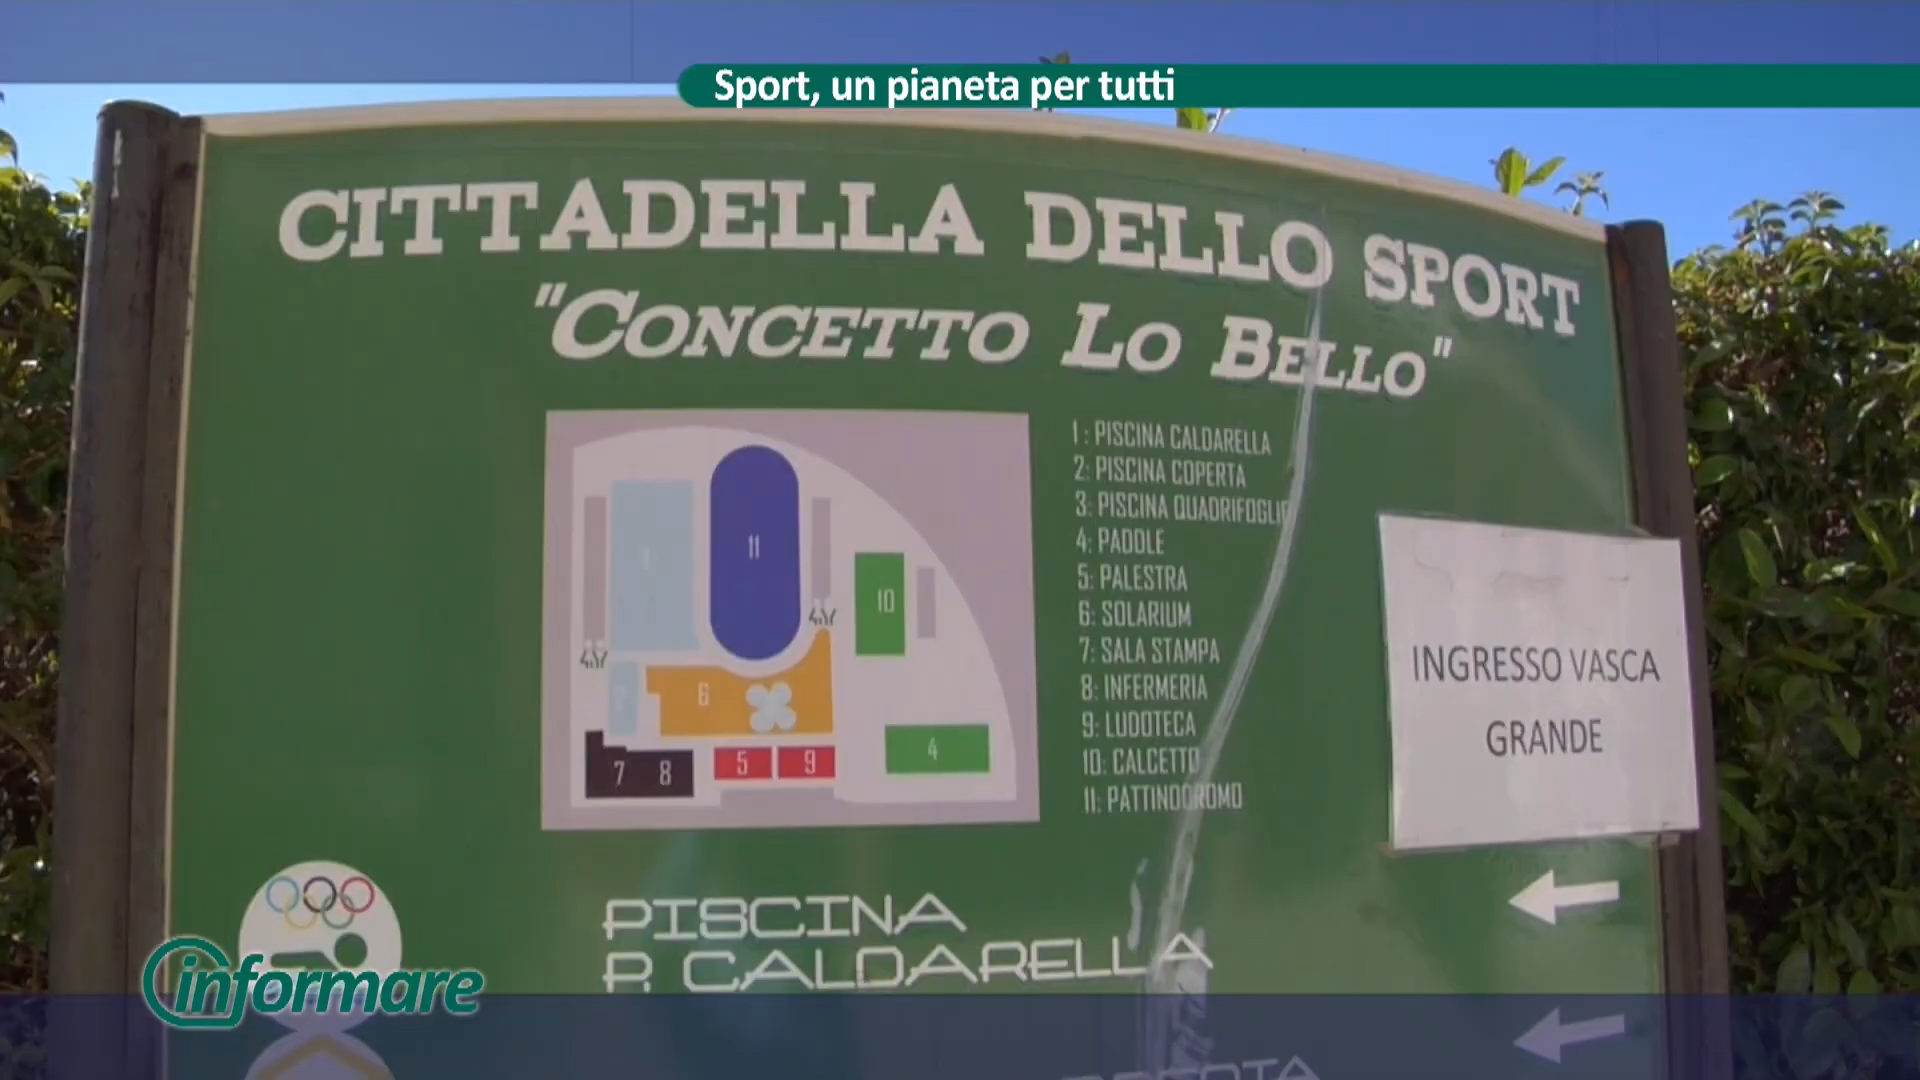 Sport, un pianeta per tutti
CITTADELLA DELLO SPORT
"CONCETTO LO BELLO"
1 : PISCINA CALDARELLA
2: PISCINA COPERTA
3: PISCINA QUADRIFOGLIO
4: PADDLE
5: PALESTRA
6: SOLARIUM
7: SALA STAMPA
8: INFERMERIA
9: LUDOTECA
10: CALCETTO
11: PATTINODROMO
1
11
10
2
6
4
7 8
5
9
INGRESSO VASCA
GRANDE
PISCINA
P. CALDARELLA
informare